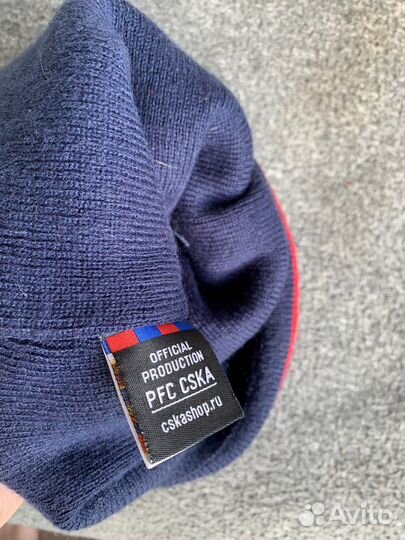 OFFICIAL
PRODUCTION
PFC CSKA
cskashop.ru
Avito